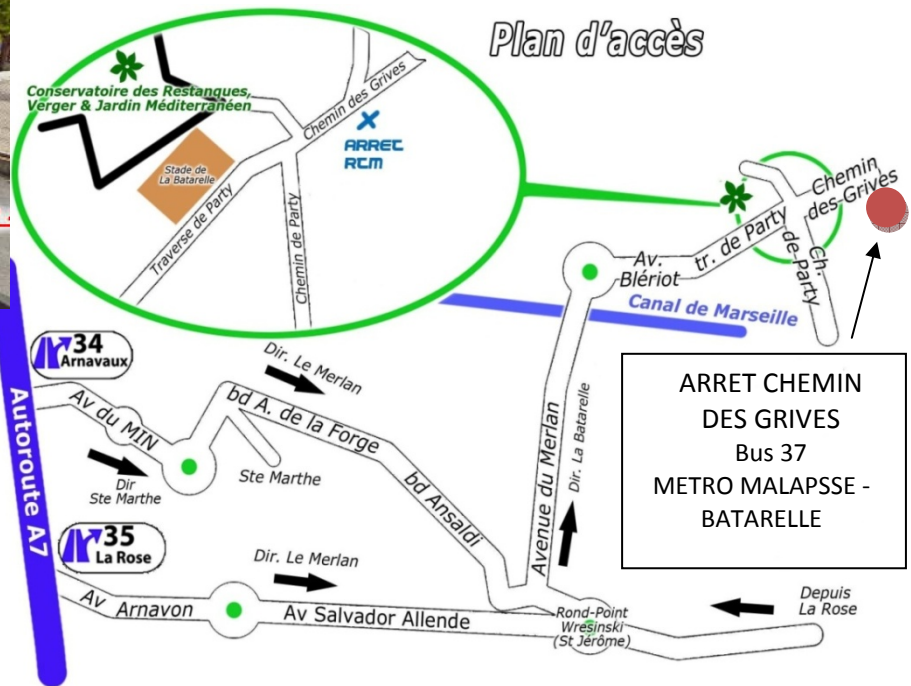 Plan d'accès
Conservatoire des Restanques,
Verger & Jardin Méditerranéen
Chemin des Grives
ARRET
RTM
Stade de
La Batarelle
Traverse de Party
Chemin de Party
Chemin
des Grives
tr. de Party
Ch.
de Party
Av.
Blériot
Canal de Marseille
34
Arnavaux
Dir. Le Merlan
Autoroute A7
Av du MIN
bd A. de la Forge
Dir
Ste Marthe
Ste Marthe
bd Ansaldi
Avenue du Merlan
Dir. La Batarelle
ARRET CHEMIN
DES GRIVES
Bus 37
METRO MALAPSSE -
BATARELLE
35
La Rose
Dir. Le Merlan
Av Arnavon
Av Salvador Allende
Rond-Point
Wresinski
(St Jérôme)
Depuis
La Rose